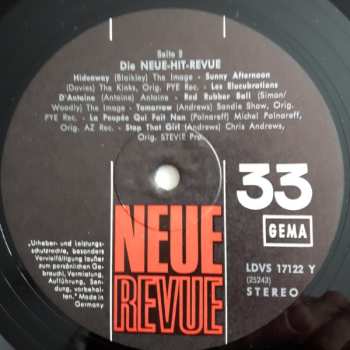 Seite 2
Die NEUE-HIT-REVUE
Hideaway (Blaikley) The Image - Sunny Afternoon
(Davies) The Kinks, Orig. PYE Rec. - Les Elucubrations
D'Antoine (Antoine) Antoine - Red Rubber Ball (Simon/
Woodly) The Image - Tomorrow (Andrews) Sandie Shaw, Orig.
PYE Rec. - La Poupée Qui Fait Non (Polnareff) Michel Polnareff,
Orig. AZ Rec. - Stop That Girl (Andrews) Chris Andrews,
Orig. STEVIE Pro.
33
GEMA
LDVS 17122 Y
(25243)
STEREO
NEUE
REVUE
"Urheber- und Leistungs-
schutzrechte, besonders
Vervielfältigung (außer
zum persönlichen Ge-
brauch), Vermietung,
Aufführung, Sen-
dung, vorbehal-
ten." Made in
Germany